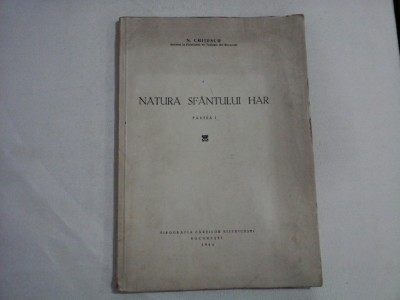 N. CHIȚESCU
NATURA SFÂNTULUI HAR
PARTEA I
TIPOGRAFIA CĂRȚILOR BISERICEȘTI
BUCUREȘTI